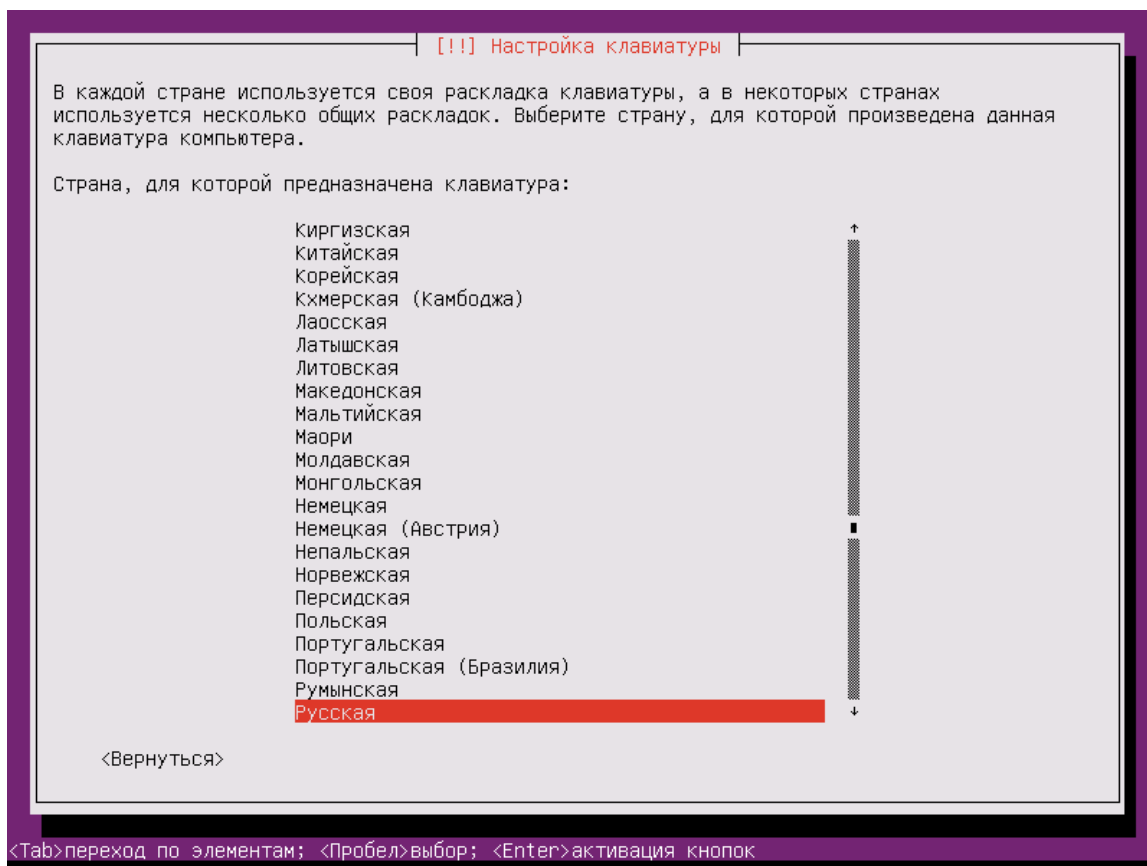 [!!] Настройка клавиатуры
В каждой стране используется своя раскладка клавиатуры, а в некоторых странах
используется несколько общих раскладок. Выберите страну, для которой произведена данная
клавиатура компьютера.
Страна, для которой предназначена клавиатура:
Киргизская
Китайская
Корейская
Кхмерская (Камбоджа)
Лаосская
Латышская
Литовская
Македонская
Мальтийская
Маори
Молдавская
Монгольская
Немецкая
Немецкая (Австрия)
Непальская
Норвежская
Персидская
Польская
Португальская
Португальская (Бразилия)
Румынская
Русская
<Вернуться>
<Tab>переход по элементам; <Пробел>выбор; <Enter>активация кнопок